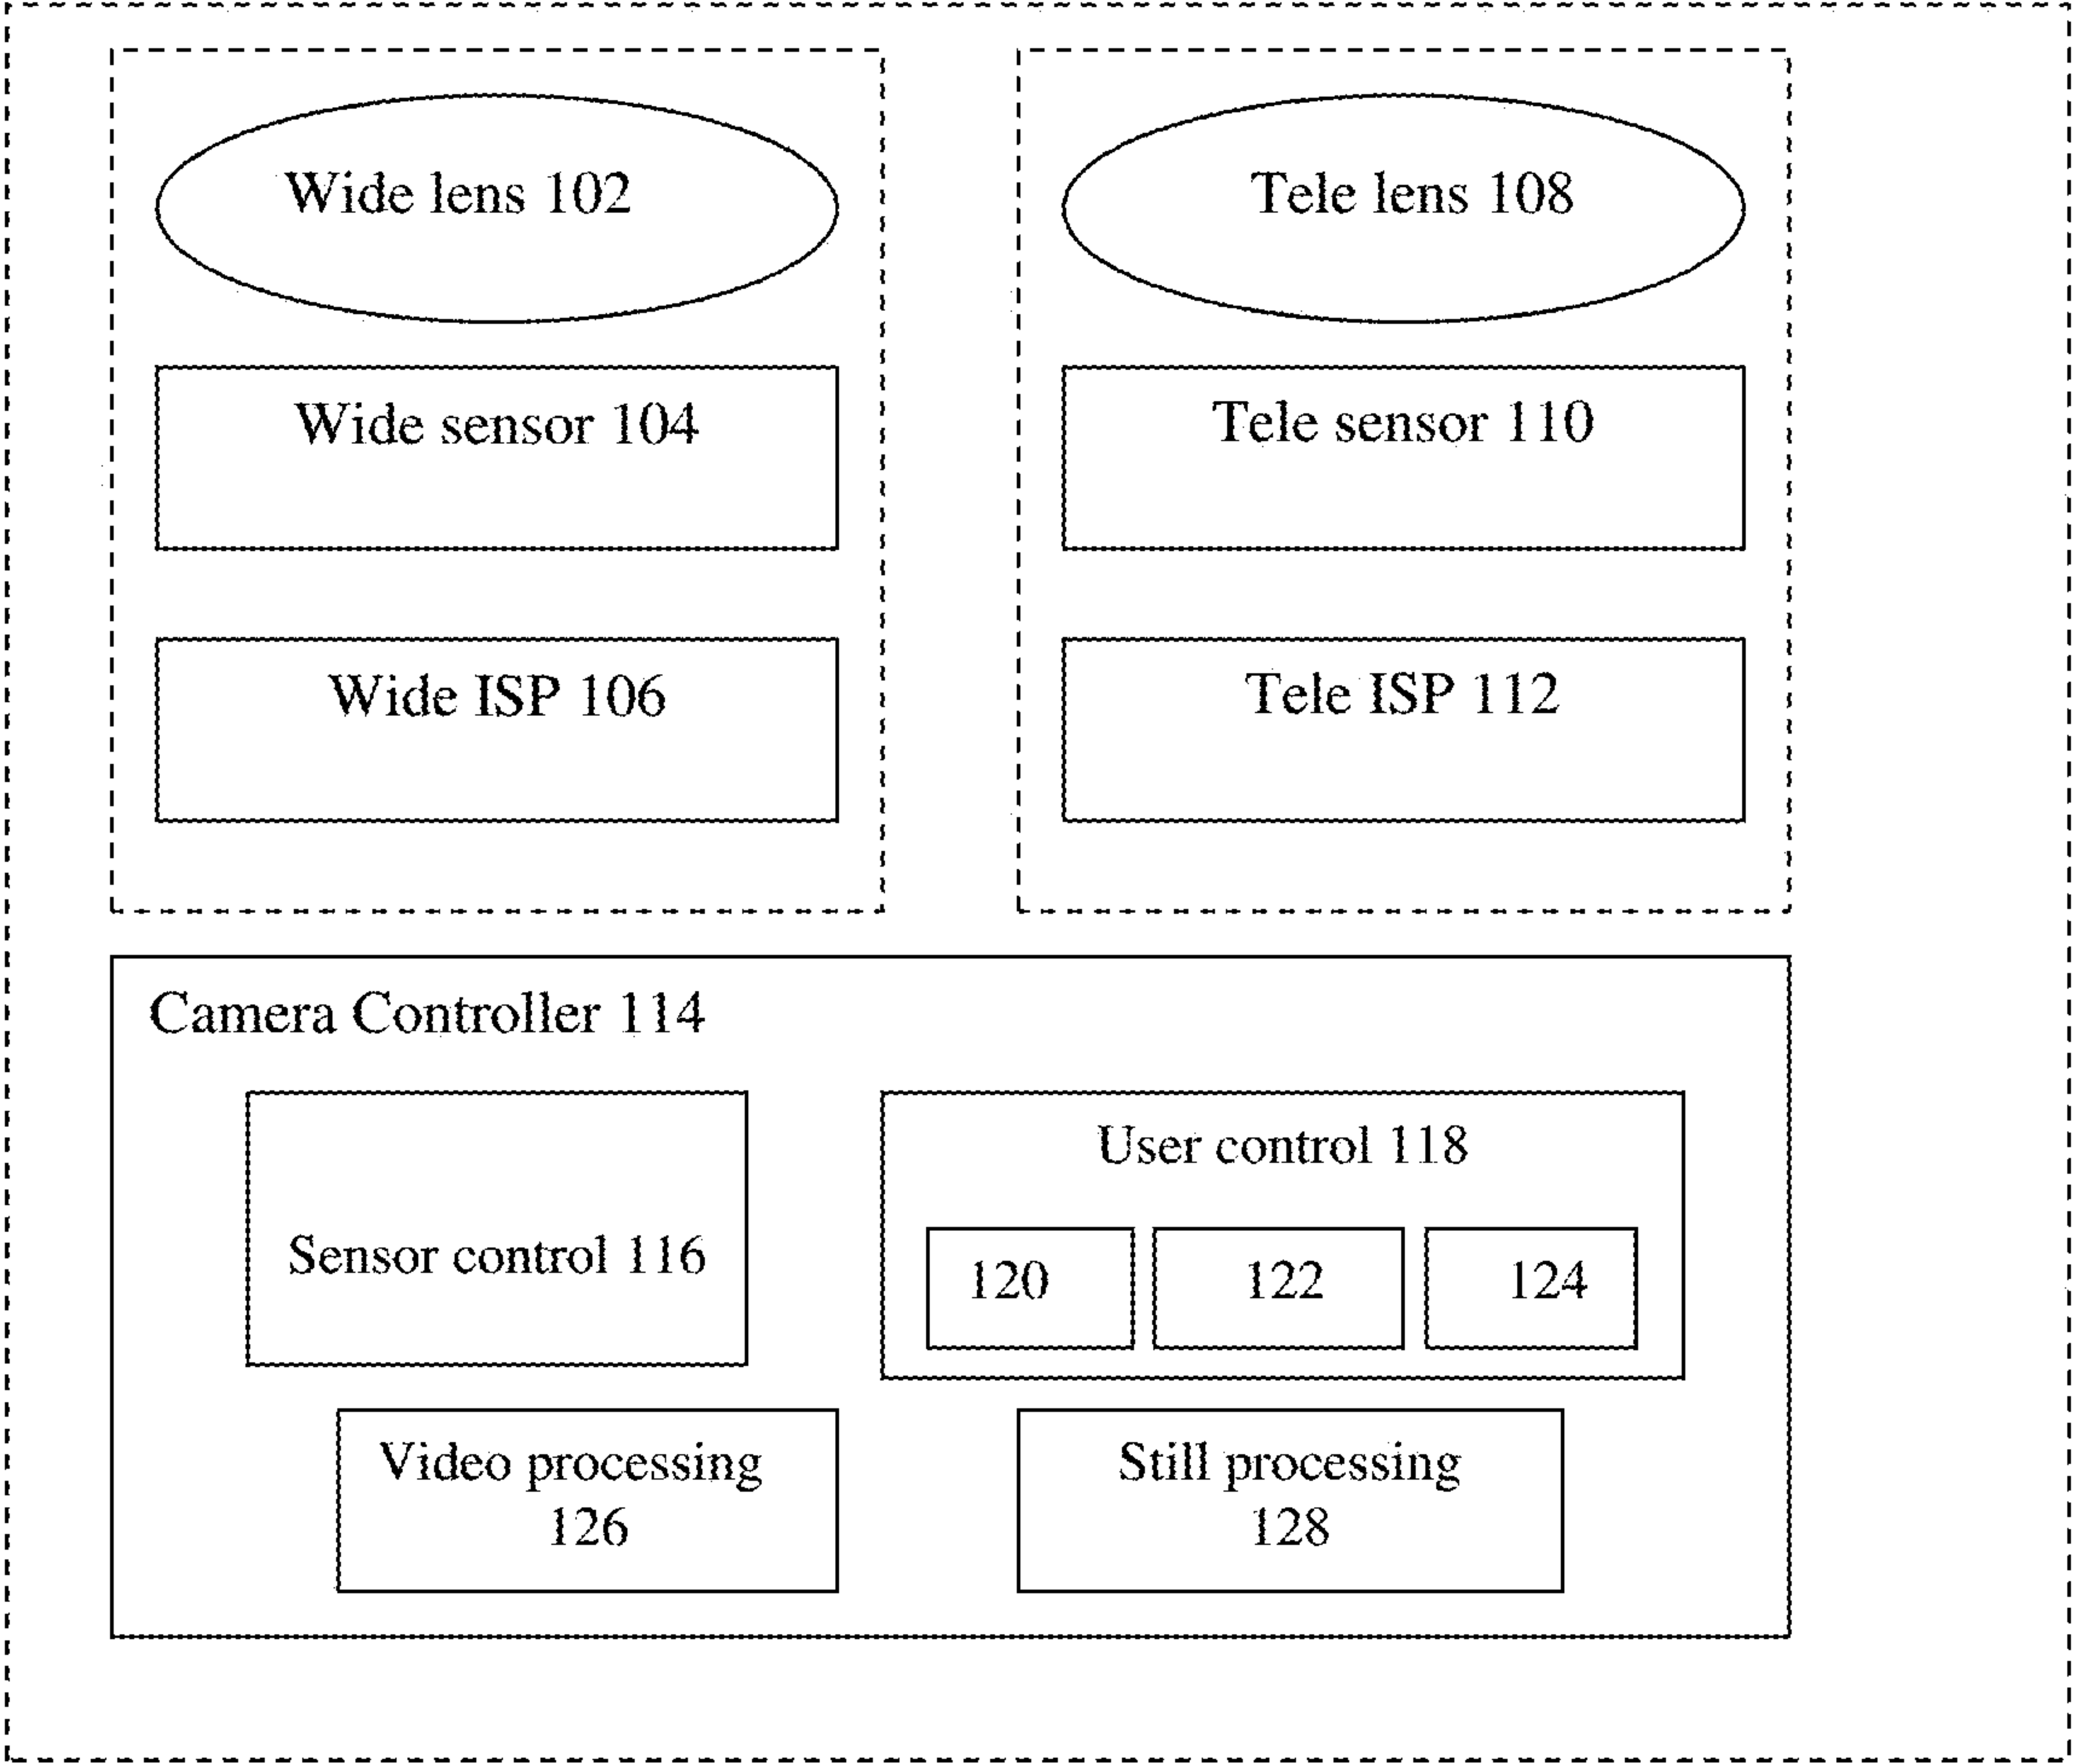 Wide lens 102
Tele lens 108
Wide sensor 104
Tele sensor 110
Wide ISP 106
Tele ISP 112
Camera Controller 114
Sensor control 116
User control 118
120
122
124
Video processing
126
Still processing
128